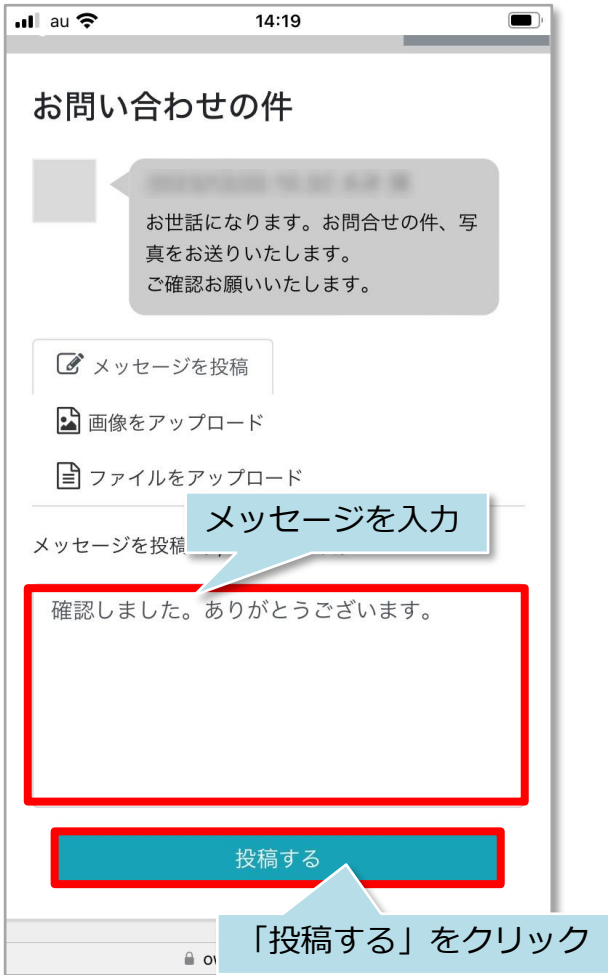 au
14:19
お問い合わせの件
お世話になります。お問合せの件、写
真をお送りいたします。
ご確認お願いいたします。
メッセージを投稿
画像をアップロード
ファイルをアップロード
メッセージを入力
メッセージを投稿
確認しました。ありがとうございます。
投稿する
「投稿する」をクリック